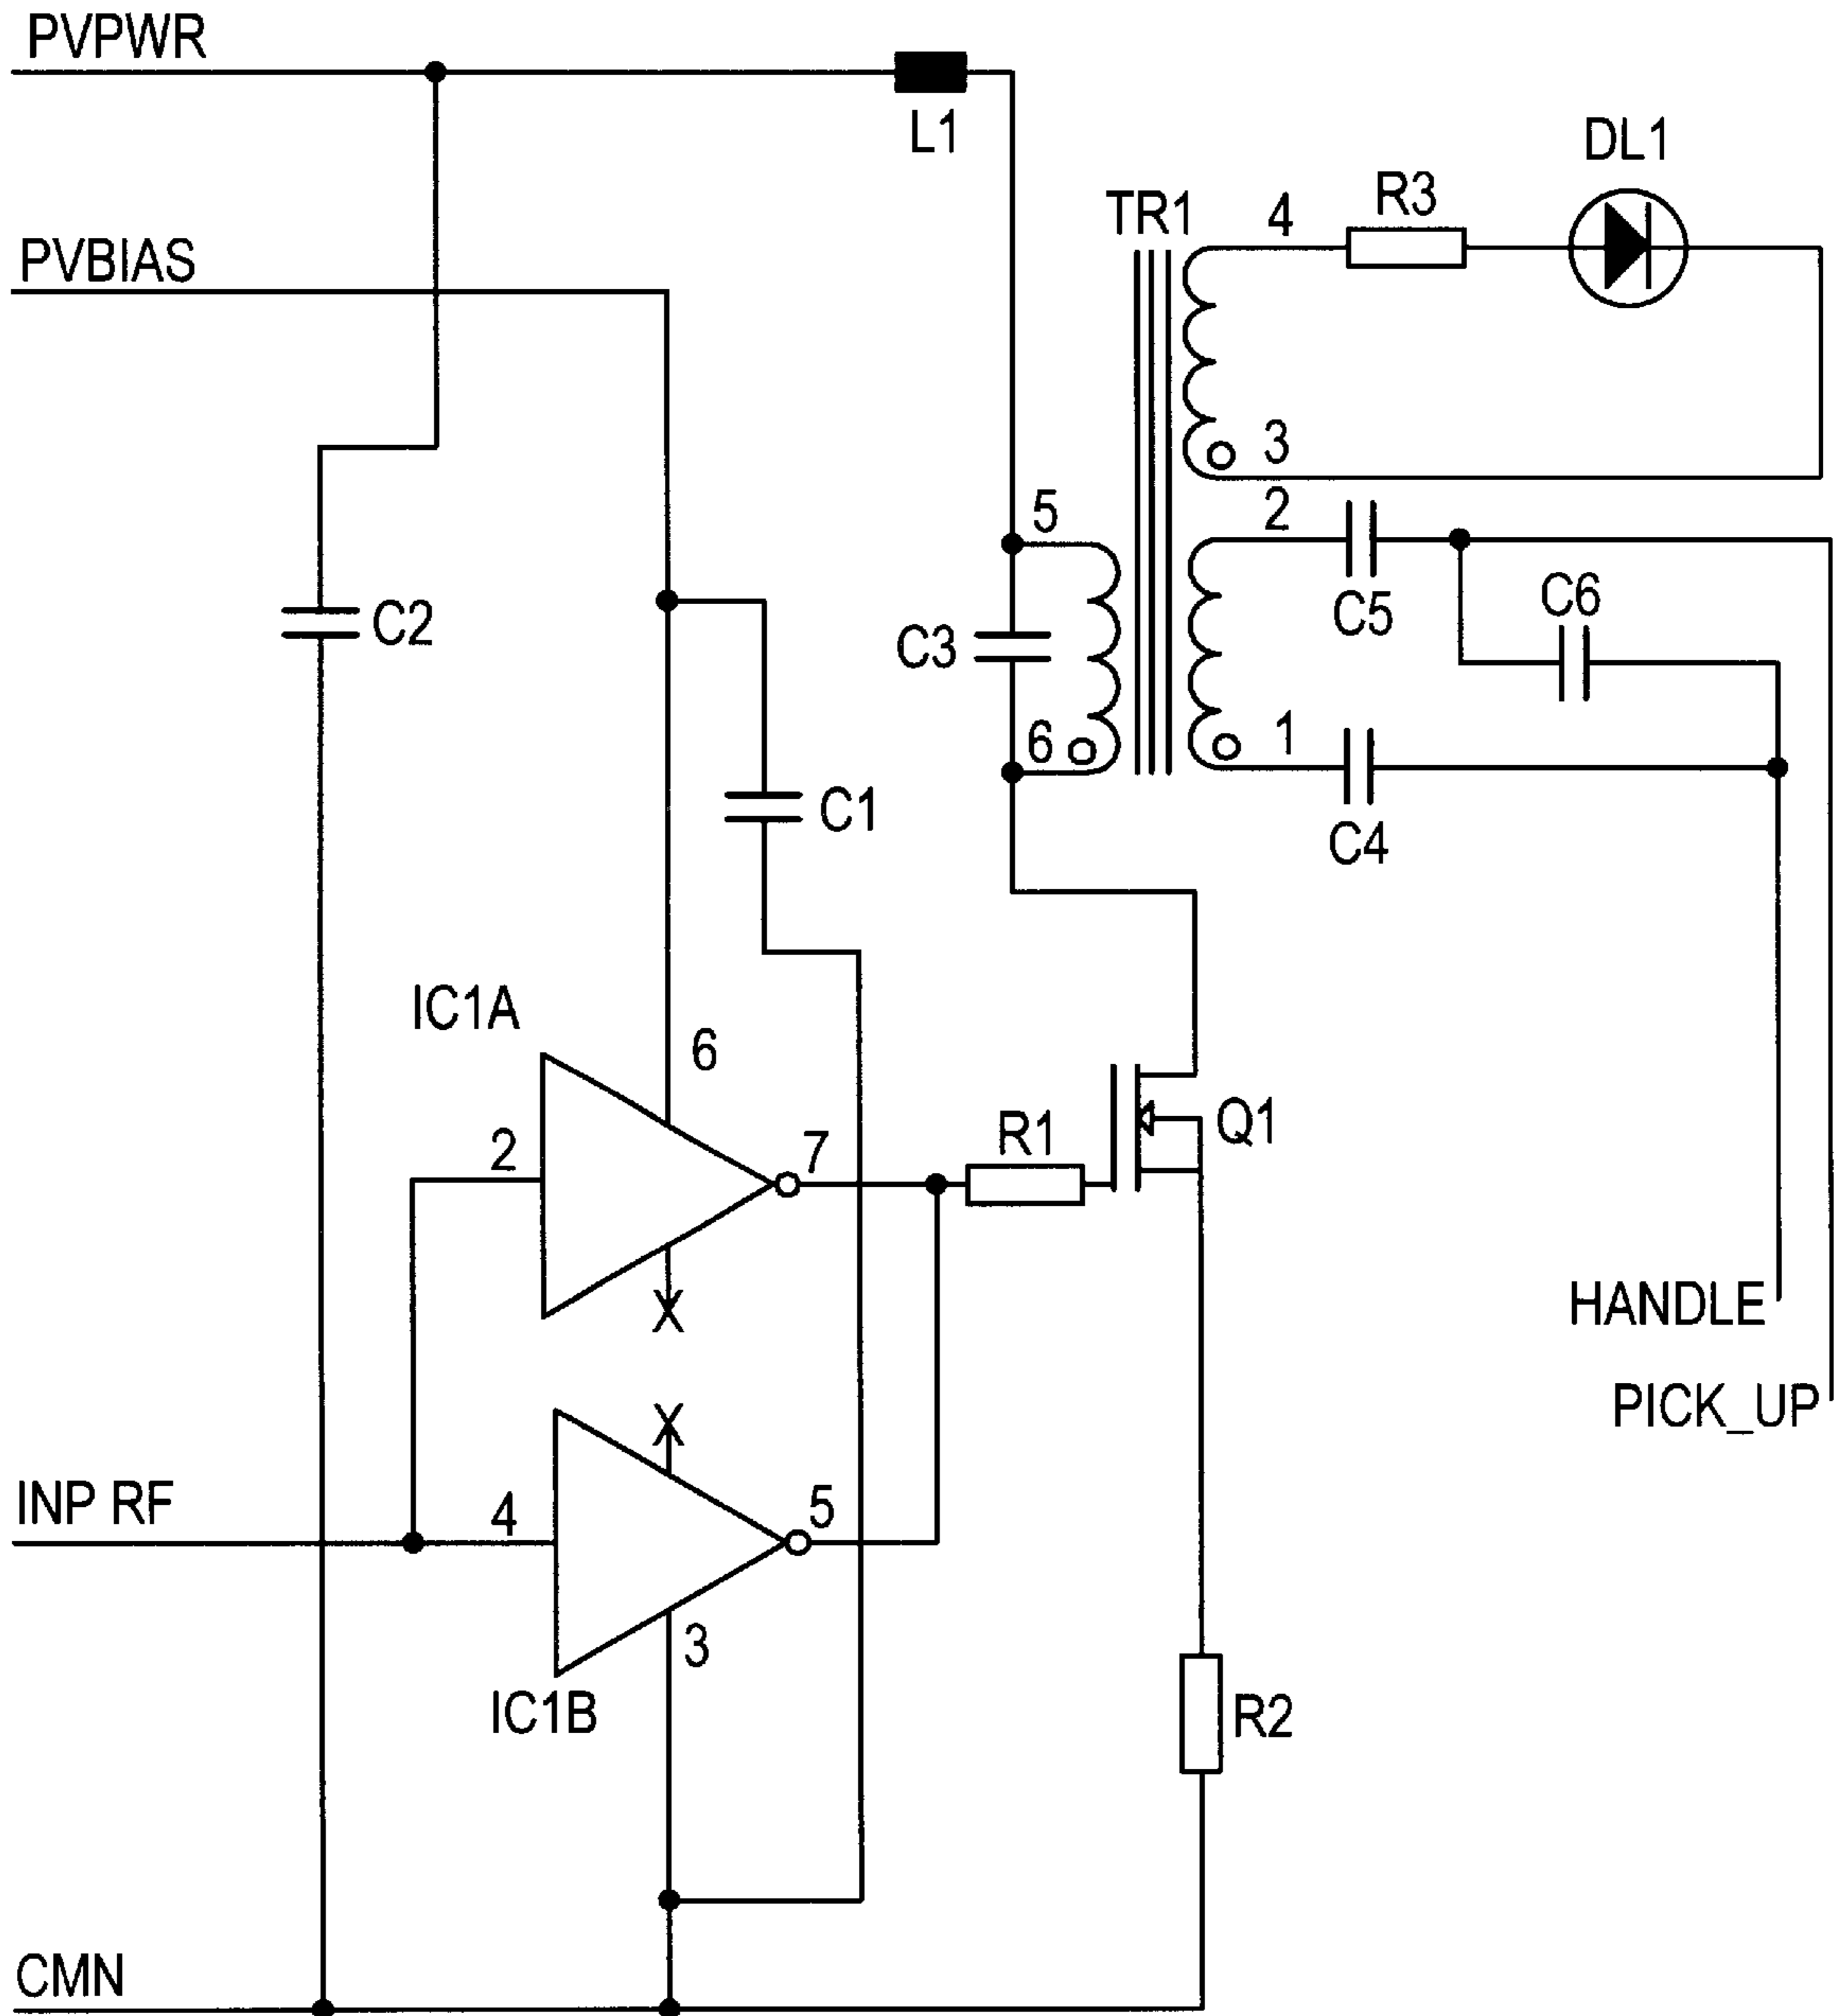 PVPWR
L1
DL1
TR1
4
R3
PVBIAS
3
5
2
C2
C5
C6
C3
6
1
C1
C4
IC1A
6
2
7
R1
Q1
X
HANDLE
PICK_UP
X
INP RF
4
5
3
IC1B
R2
CMN